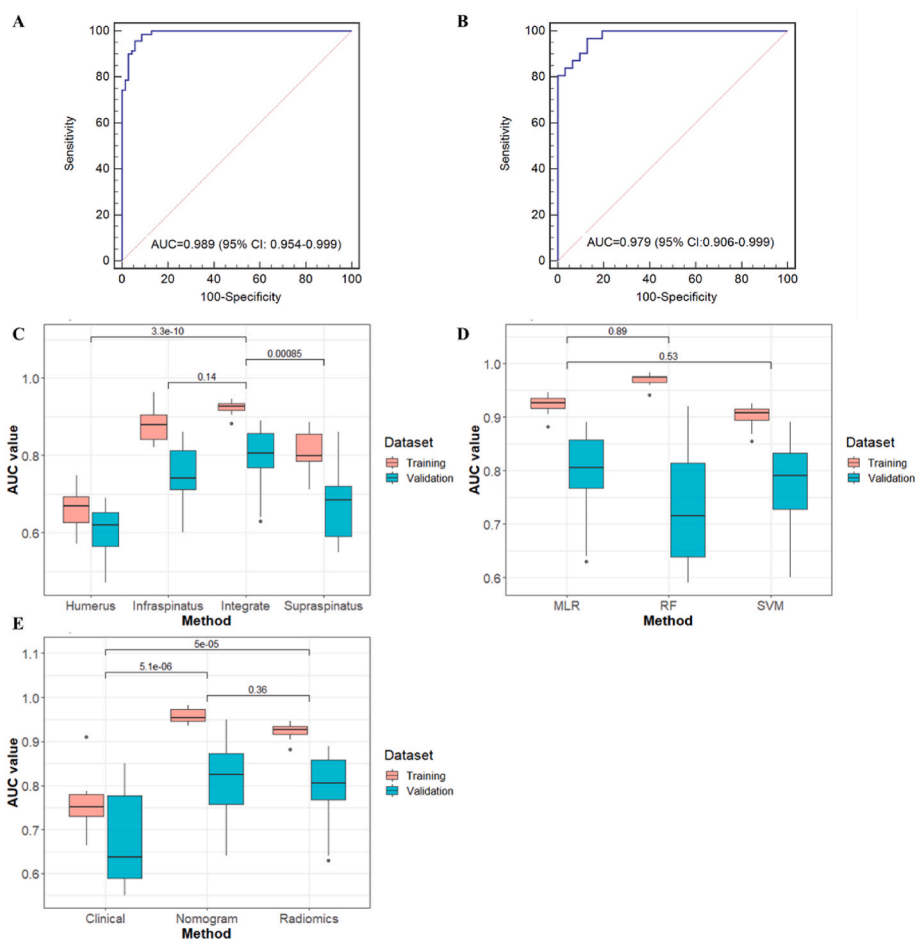 A
Sensitivity
100
80
60
40
20
0
AUC=0.989 (95% CI: 0.954-0.999)
0 20 40 60 80 100
100-Specificity
B
Sensitivity
100
80
60
40
20
0
AUC=0.979 (95% CI:0.906-0.999)
0 20 40 60 80 100
100-Specificity
C
AUC value
1.0
0.8
0.6
3.3e-10
0.00085
0.14
Humerus Infraspinatus Integrate Supraspinatus
Method
Dataset
Training
Validation
D
AUC value
1.0
0.9
0.8
0.7
0.6
0.89
0.53
MLR RF SVM
Method
Dataset
Training
Validation
E
AUC value
1.1
1.0
0.9
0.8
0.7
0.6
5e-05
5.1e-06
0.36
Clinical Nomogram Radiomics
Method
Dataset
Training
Validation